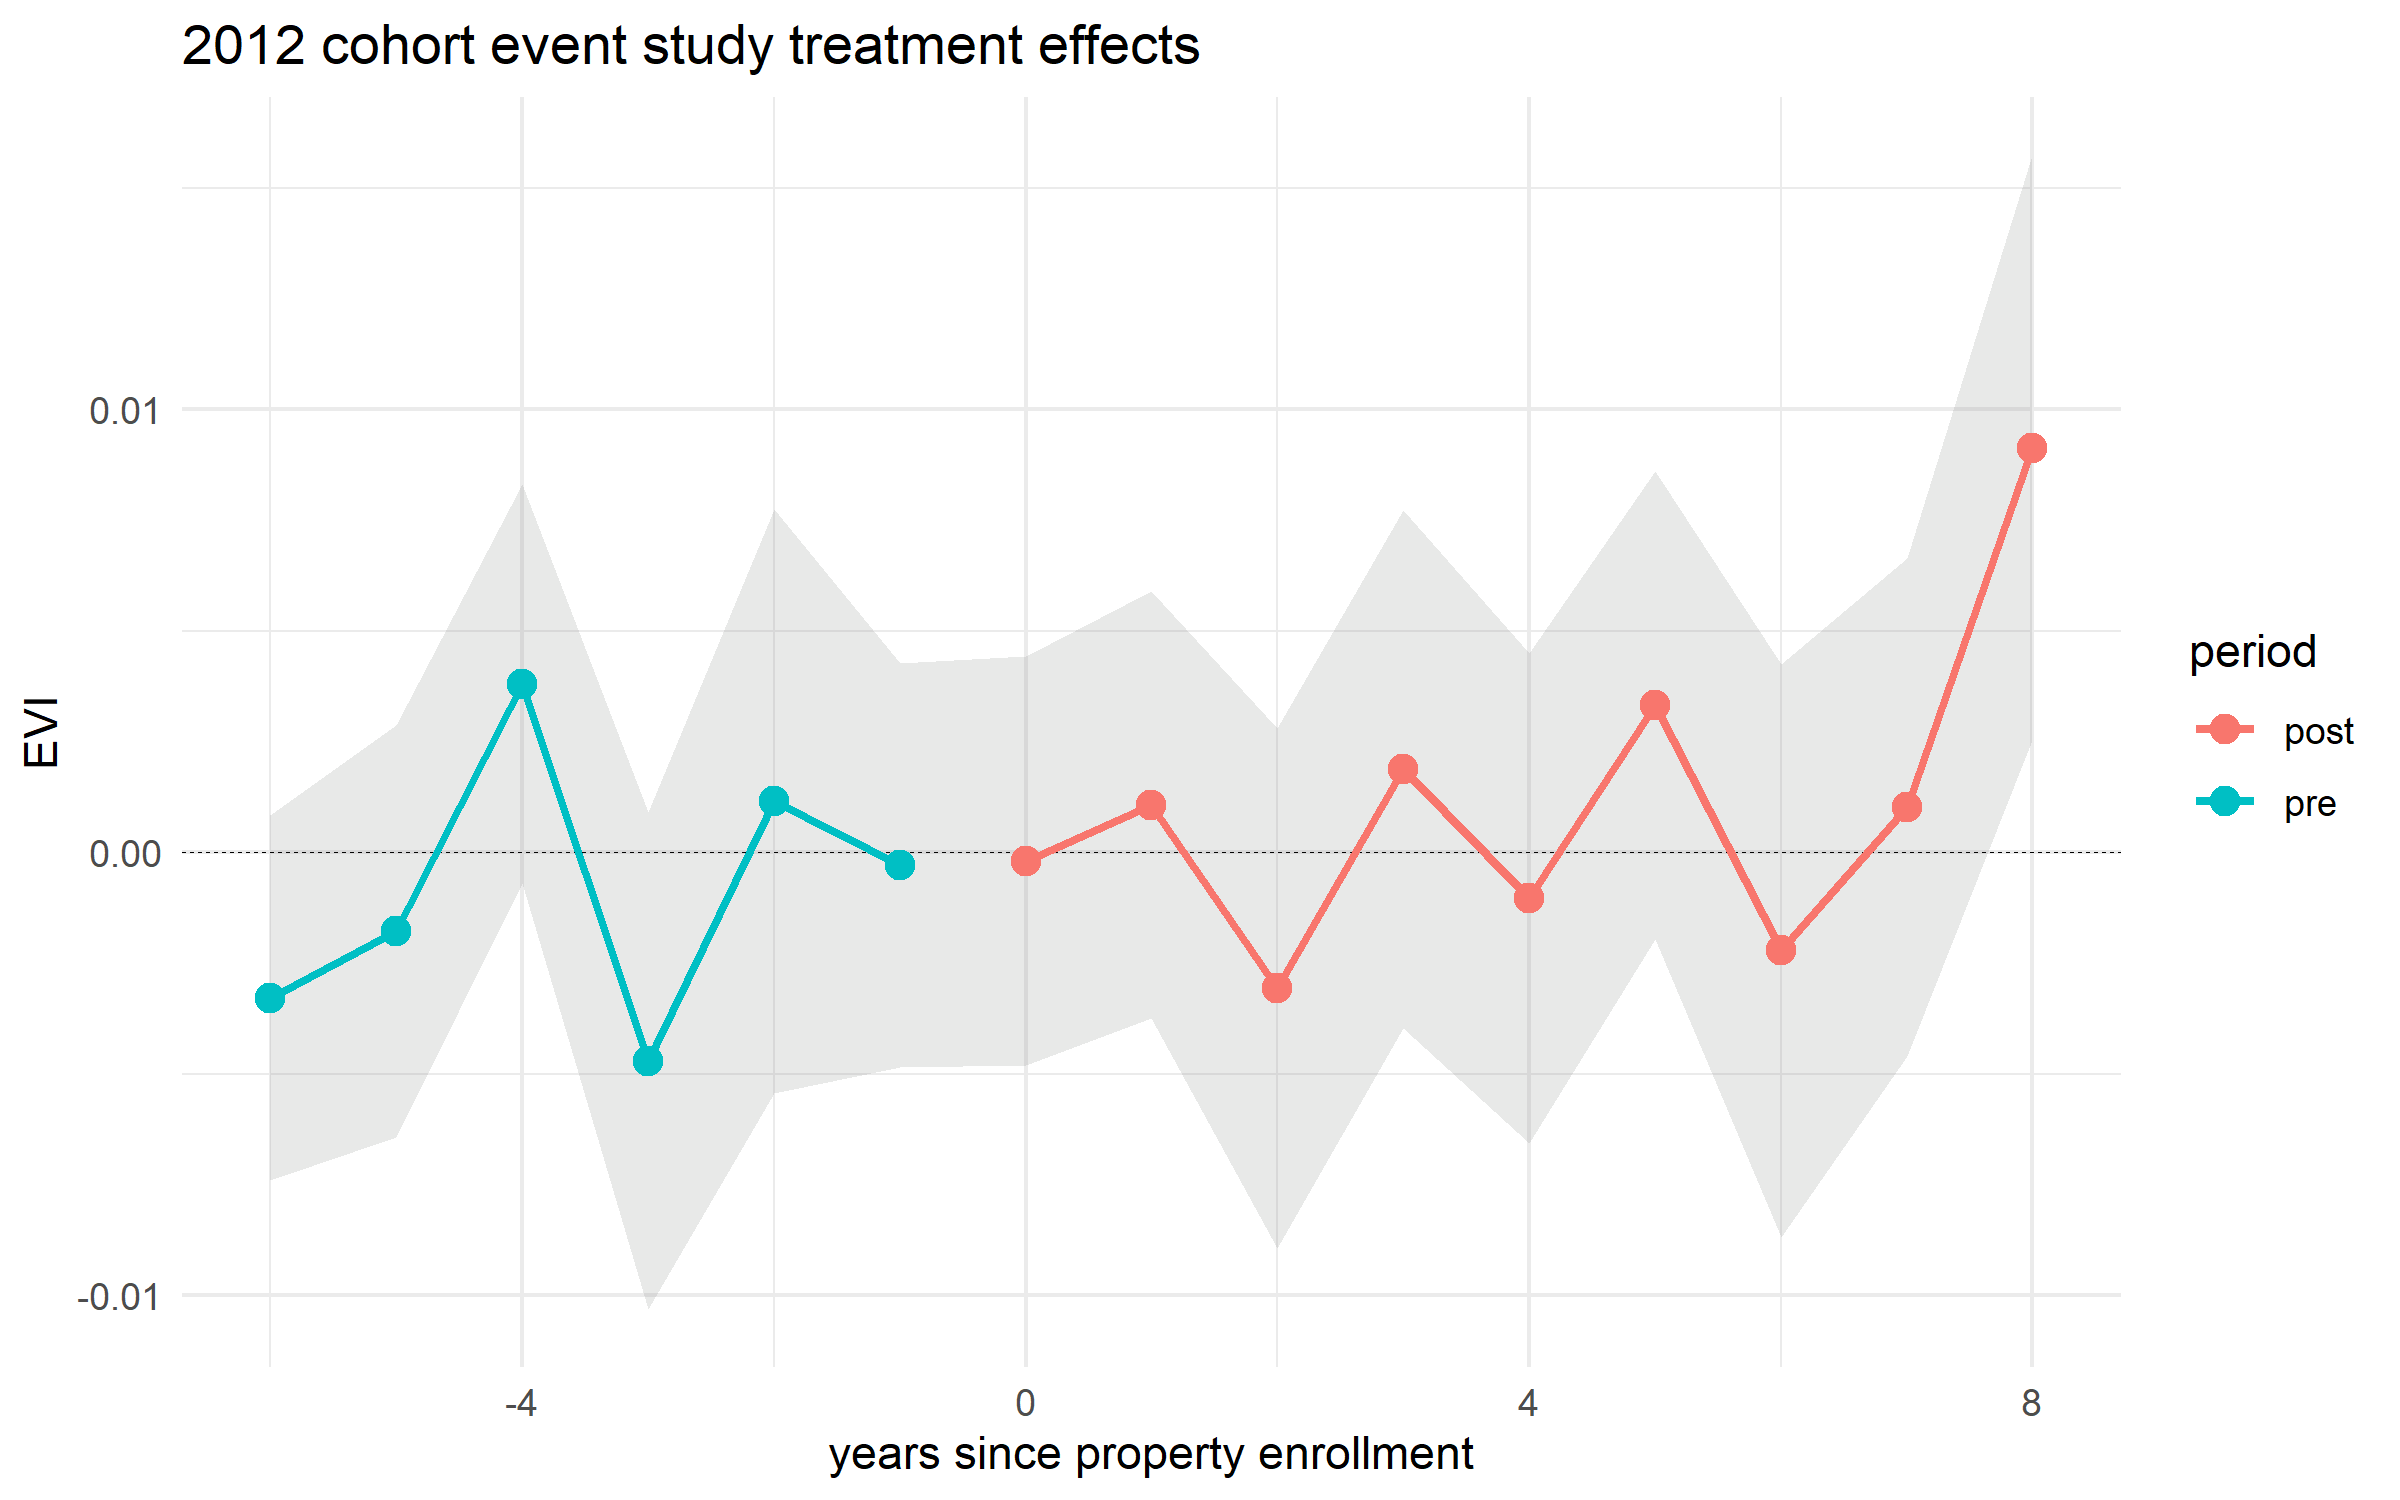 2012 cohort event study treatment effects
0.01
0.00
-0.01
EVI
-4 0 4 8
years since property enrollment
period
post
pre